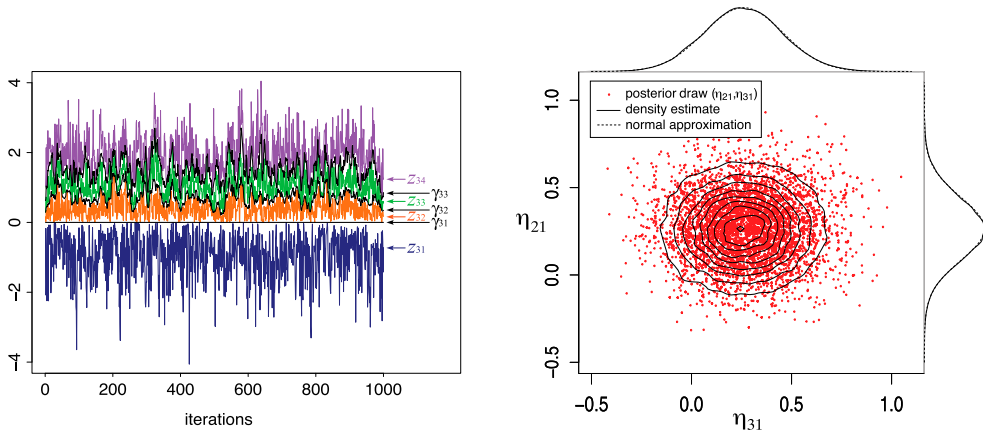 4
2
0
−2
−4
z34
γ33
z33
γ32
z32
γ31
z31
0 200 400 600 800 1000
iterations
posterior draw (η21,η31)
density estimate
normal approximation
1.0
0.5
0.0
−0.5
η21
−0.5 0.0 0.5 1.0
η31